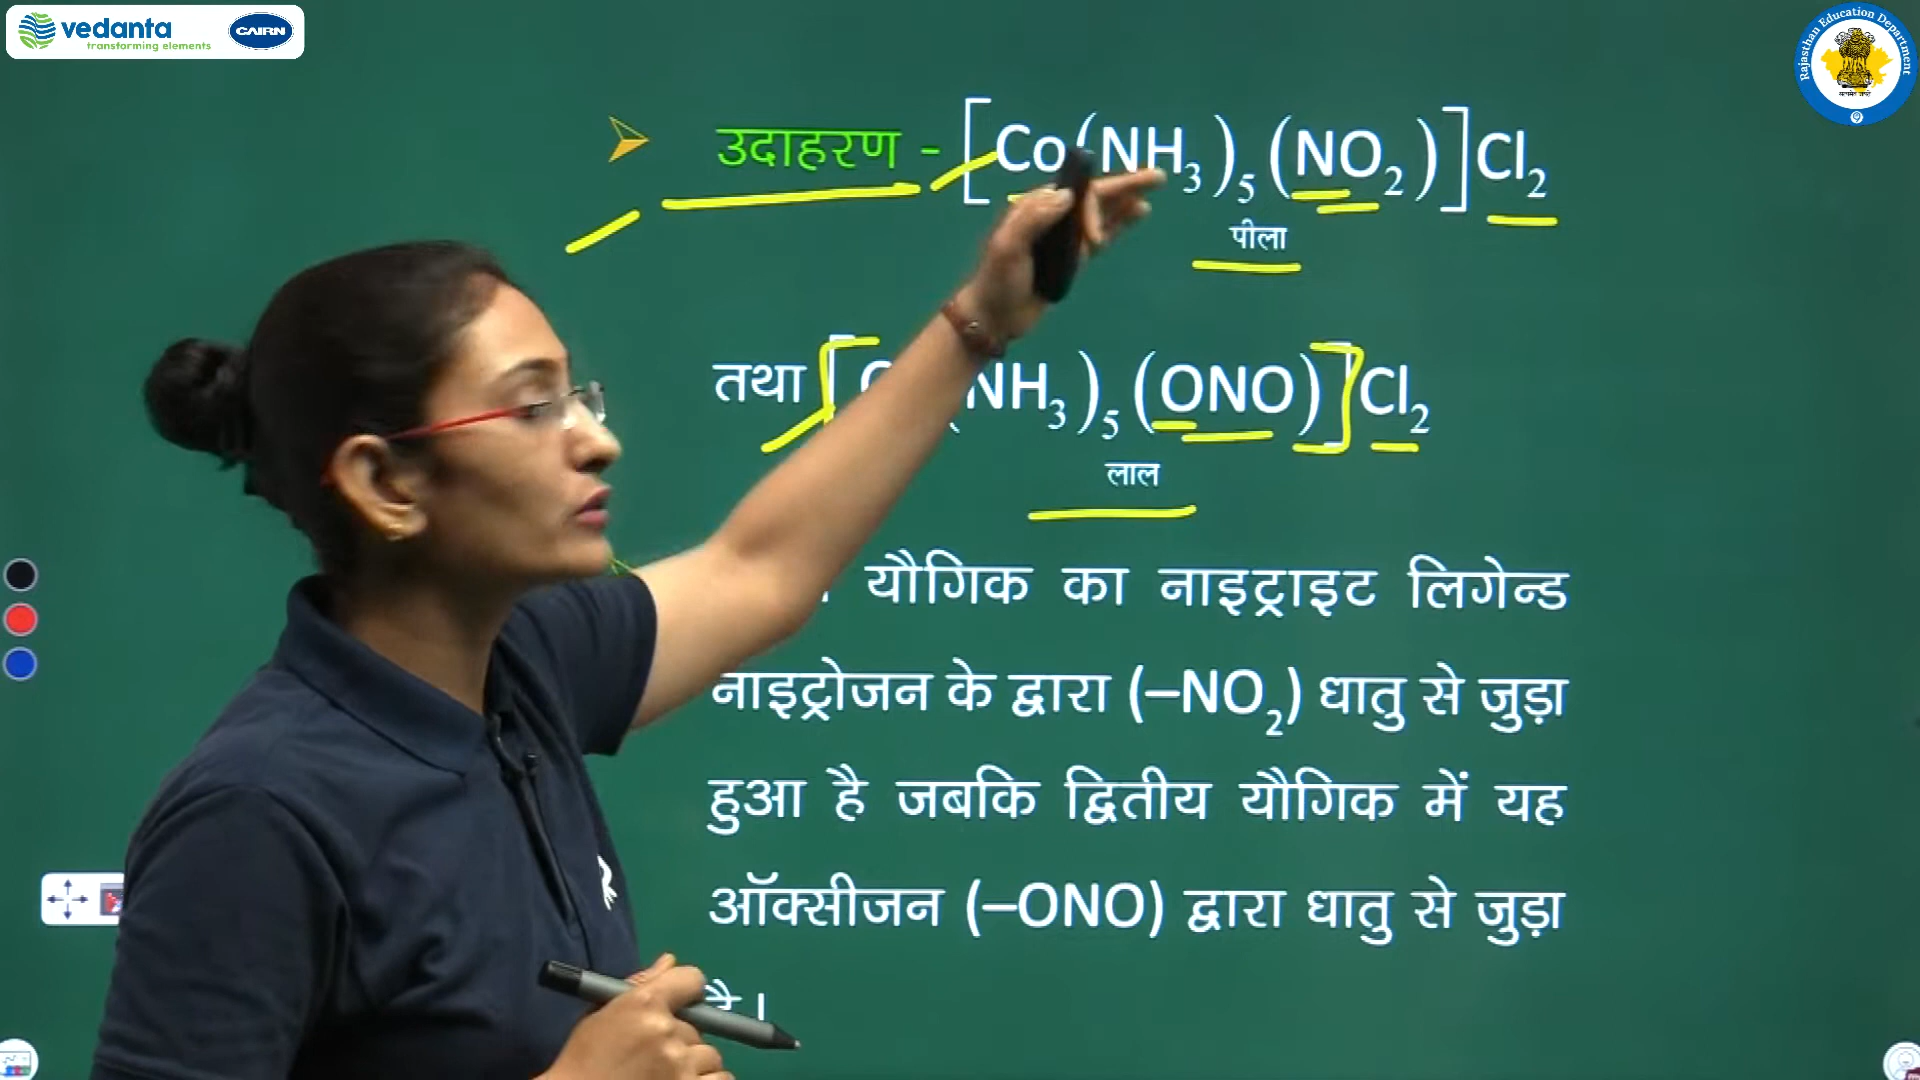 vedanta
transforming elements
CAIRN
Rajasthan Education Department
उदाहरण - [Co(NH₃)₅(NO₂)]Cl₂
पीला
तथा [C NH₃)₅(ONO)]Cl₂
लाल
यौगिक का नाइट्राइट लिगेन्ड
नाइट्रोजन के द्वारा (–NO₂) धातु से जुड़ा
हुआ है जबकि द्वितीय यौगिक में यह
ऑक्सीजन (–ONO) द्वारा धातु से जुड़ा
है।